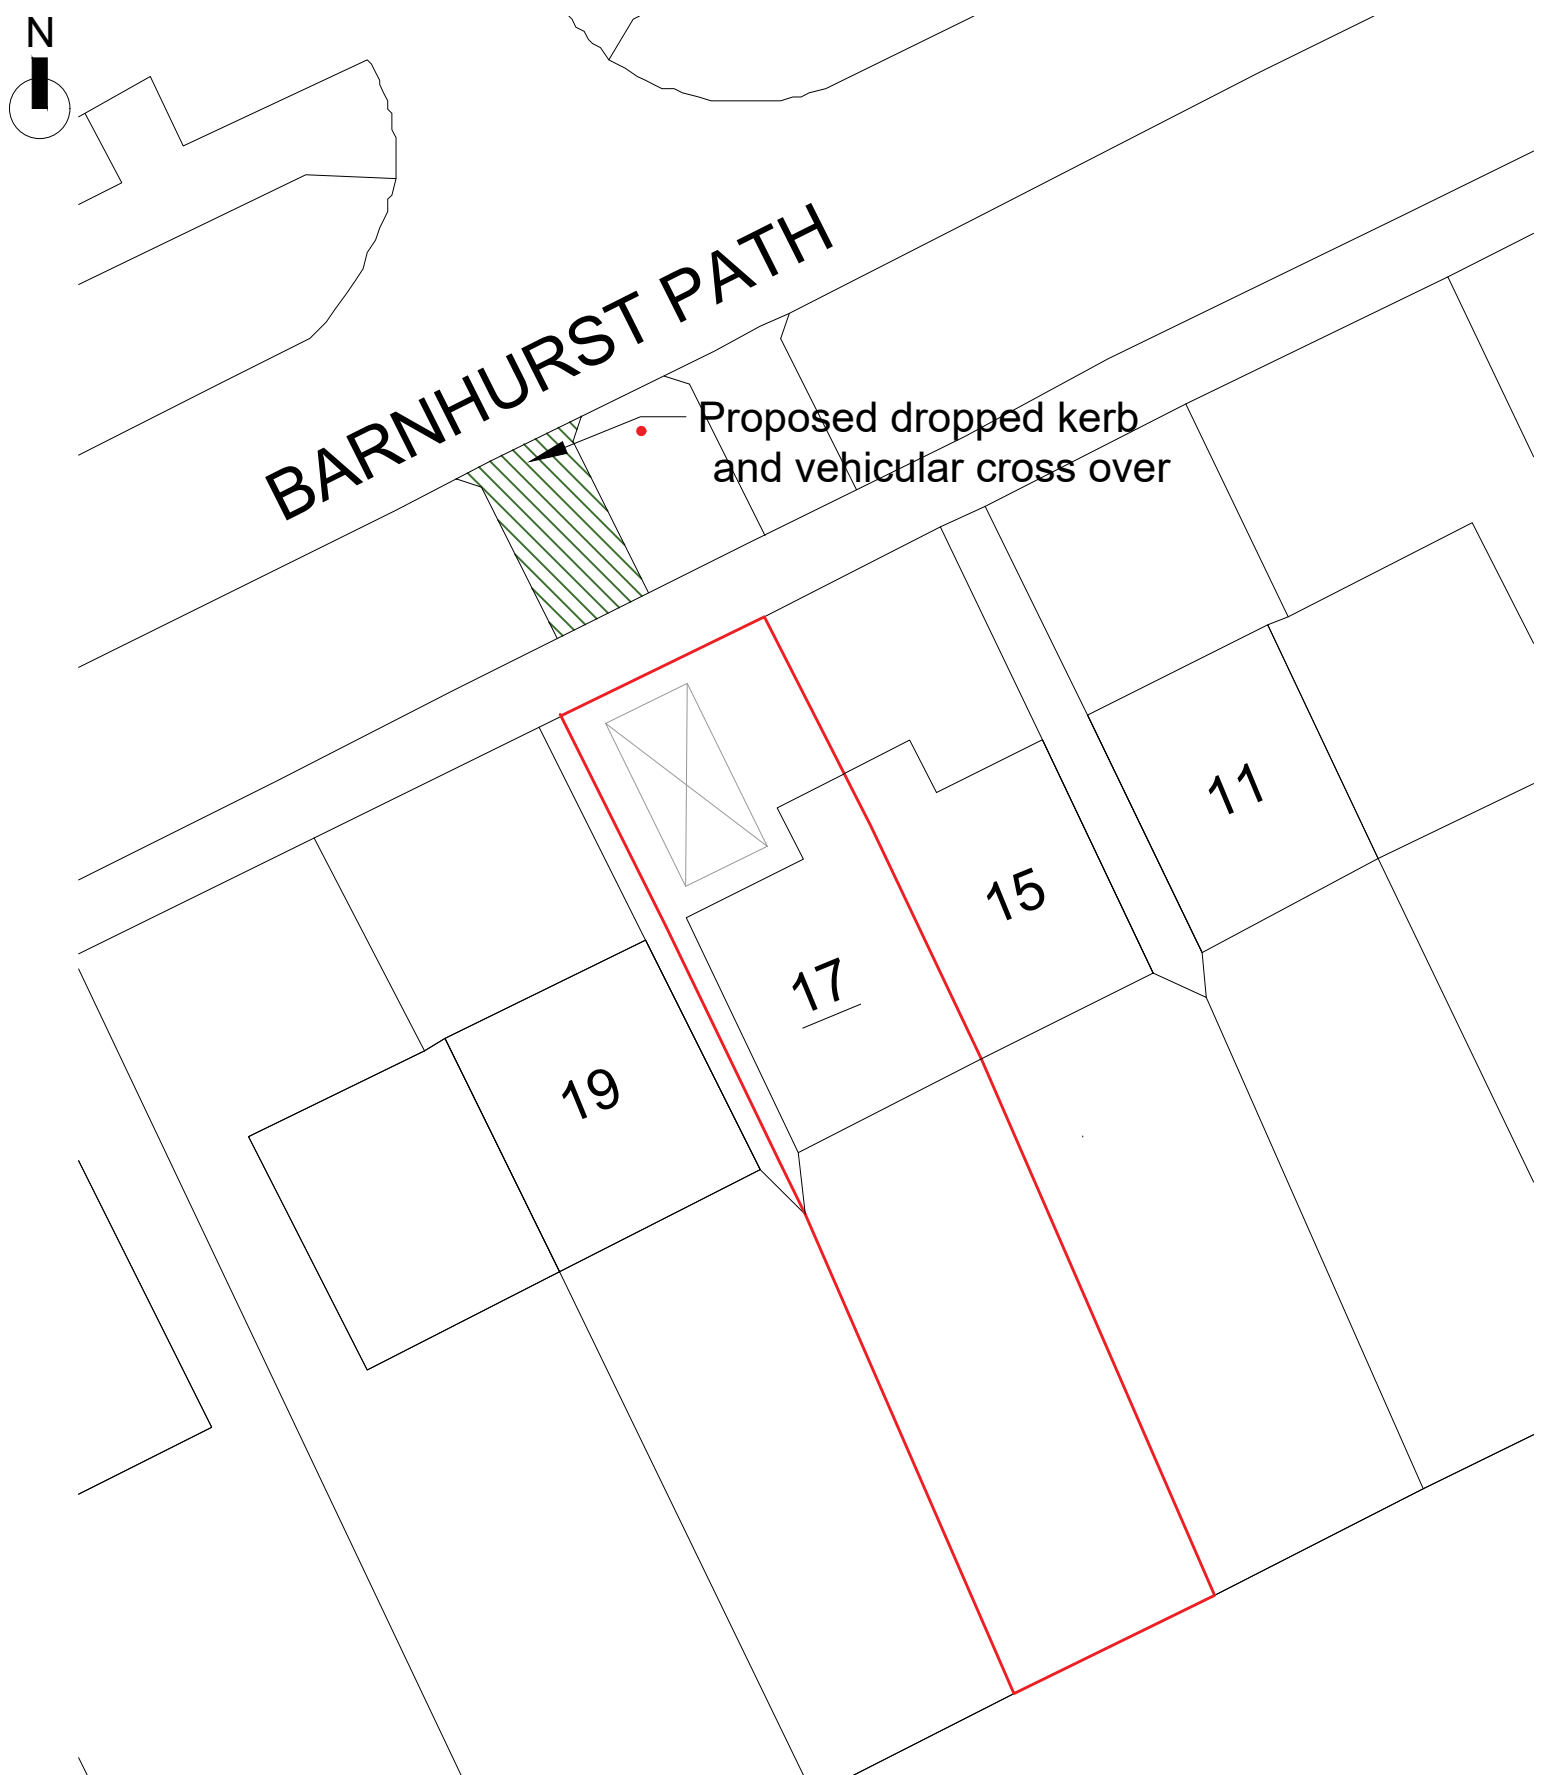 N
BARNHURST PATH
Proposed dropped kerb
and vehicular cross over
11
15
17
19